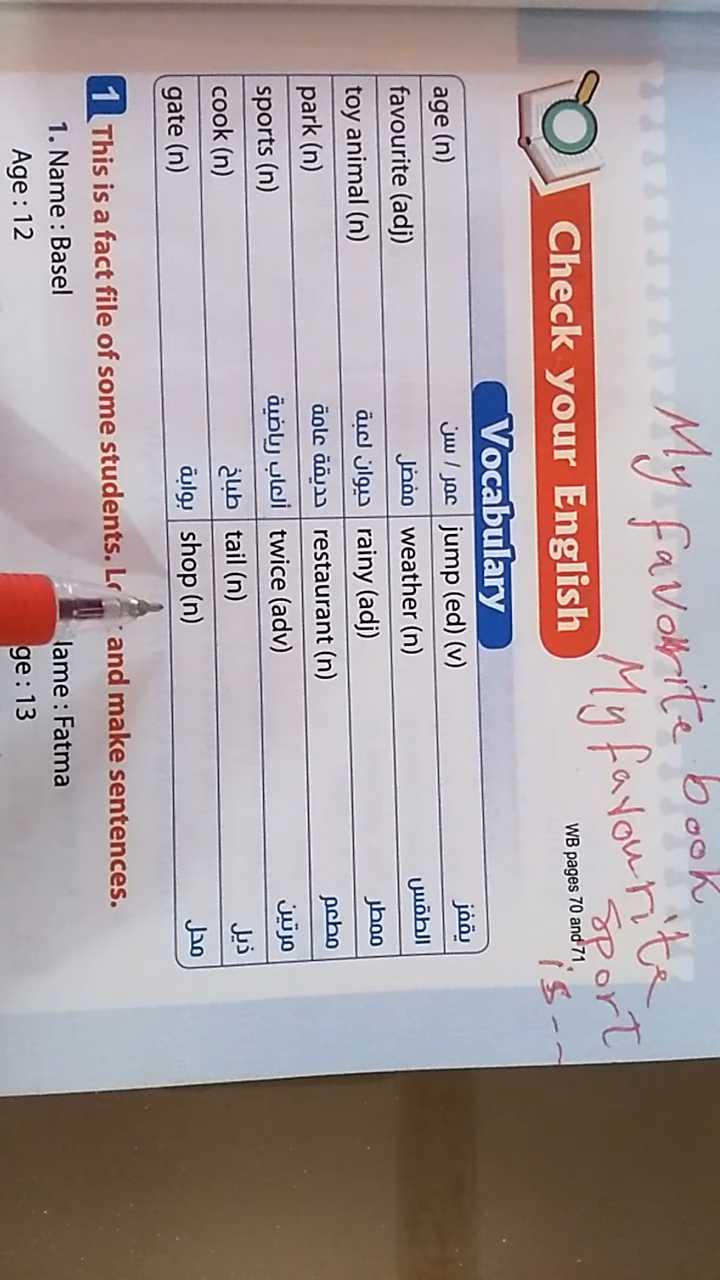 My favourite book
My favourite
sport
is--
Check your English
WB pages 70 and 71
Vocabulary
age (n) عمر / سن jump (ed) (v) يقفز
favourite (adj) مفضل weather (n) الطقس
toy animal (n) حيوان لعبة rainy (adj) ممطر
park (n) حديقة عامة restaurant (n) مطعم
sports (n) ألعاب رياضية twice (adv) مرتين
cook (n) طباخ tail (n) ذيل
gate (n) بوابة shop (n) محل
1 This is a fact file of some students. and make sentences.
1. Name : Basel ame : Fatma
Age : 12 ge : 13